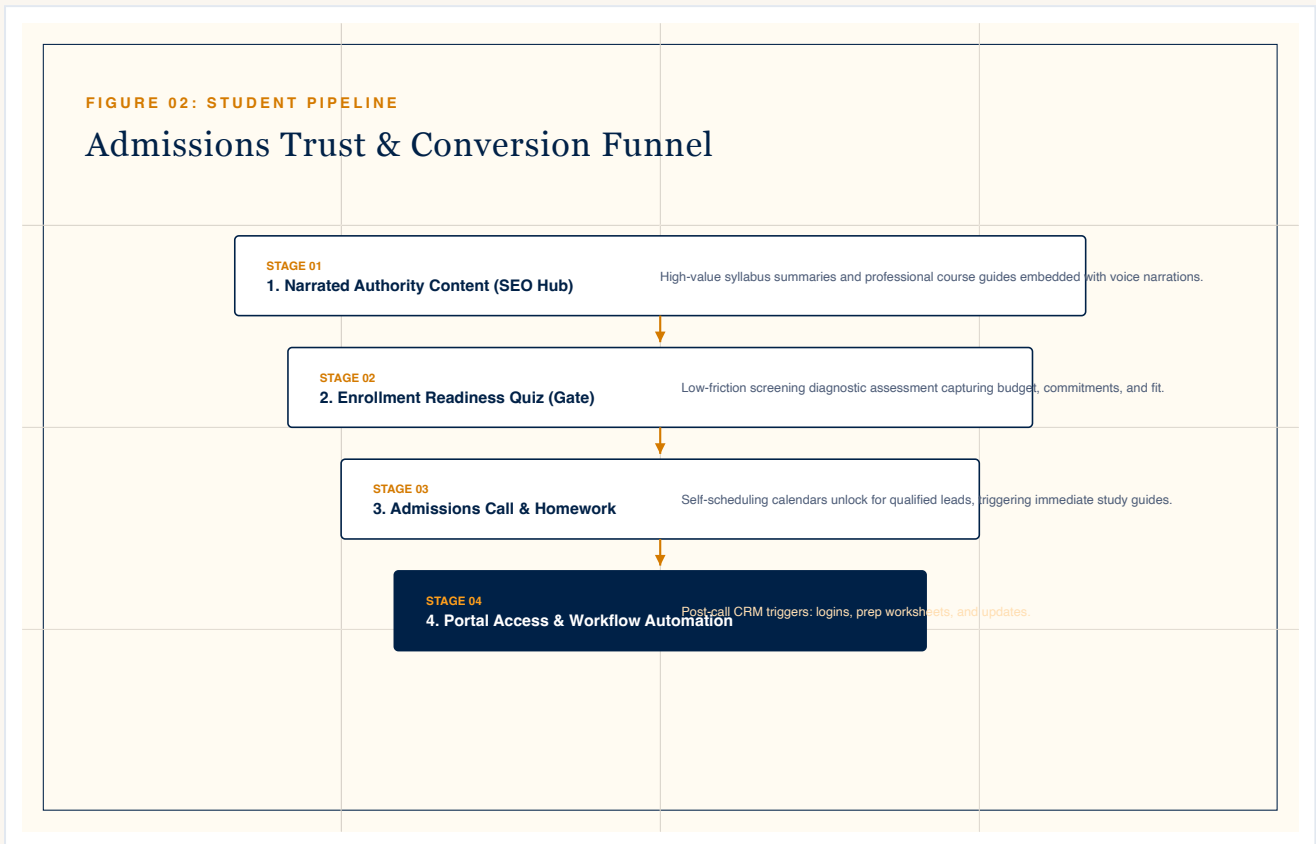 FIGURE 02: STUDENT PIPELINE
Admissions Trust & Conversion Funnel
STAGE 01
1. Narrated Authority Content (SEO Hub)
High-value syllabus summaries and professional course guides embedded with voice narrations.
STAGE 02
2. Enrollment Readiness Quiz (Gate)
Low-friction screening diagnostic assessment capturing budget, commitments, and fit.
STAGE 03
3. Admissions Call & Homework
Self-scheduling calendars unlock for qualified leads, triggering immediate study guides.
STAGE 04
4. Portal Access & Workflow Automation
Post-call CRM triggers: logins, prep worksheets, and updates.